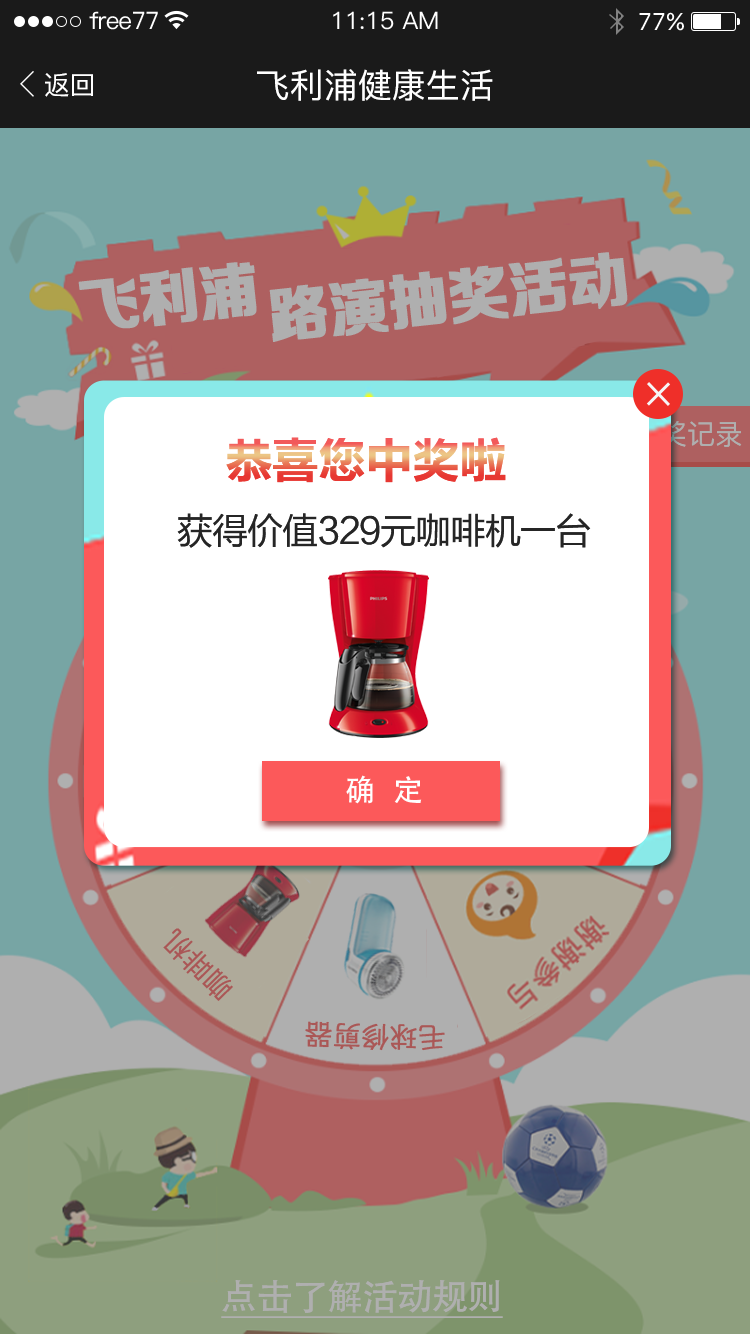 free77 11:15 AM 77%
返回 飞利浦健康生活
飞利浦 路演抽奖活动
奖记录
恭喜您中奖啦
获得价值329元咖啡机一台
PHILIPS
确 定
咖啡机
毛球修剪器
谢谢参与
点击了解活动规则